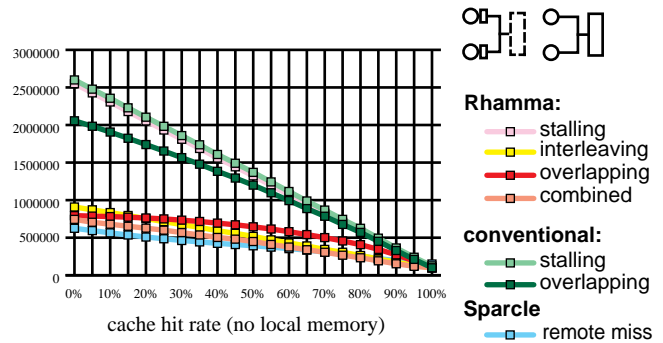 3000000
2500000
2000000
1500000
1000000
500000
0
0% 10% 20% 30% 40% 50% 60% 70% 80% 90% 100%
cache hit rate (no local memory)
Rhamma:
stalling
interleaving
overlapping
combined
conventional:
stalling
overlapping
Sparcle
remote miss